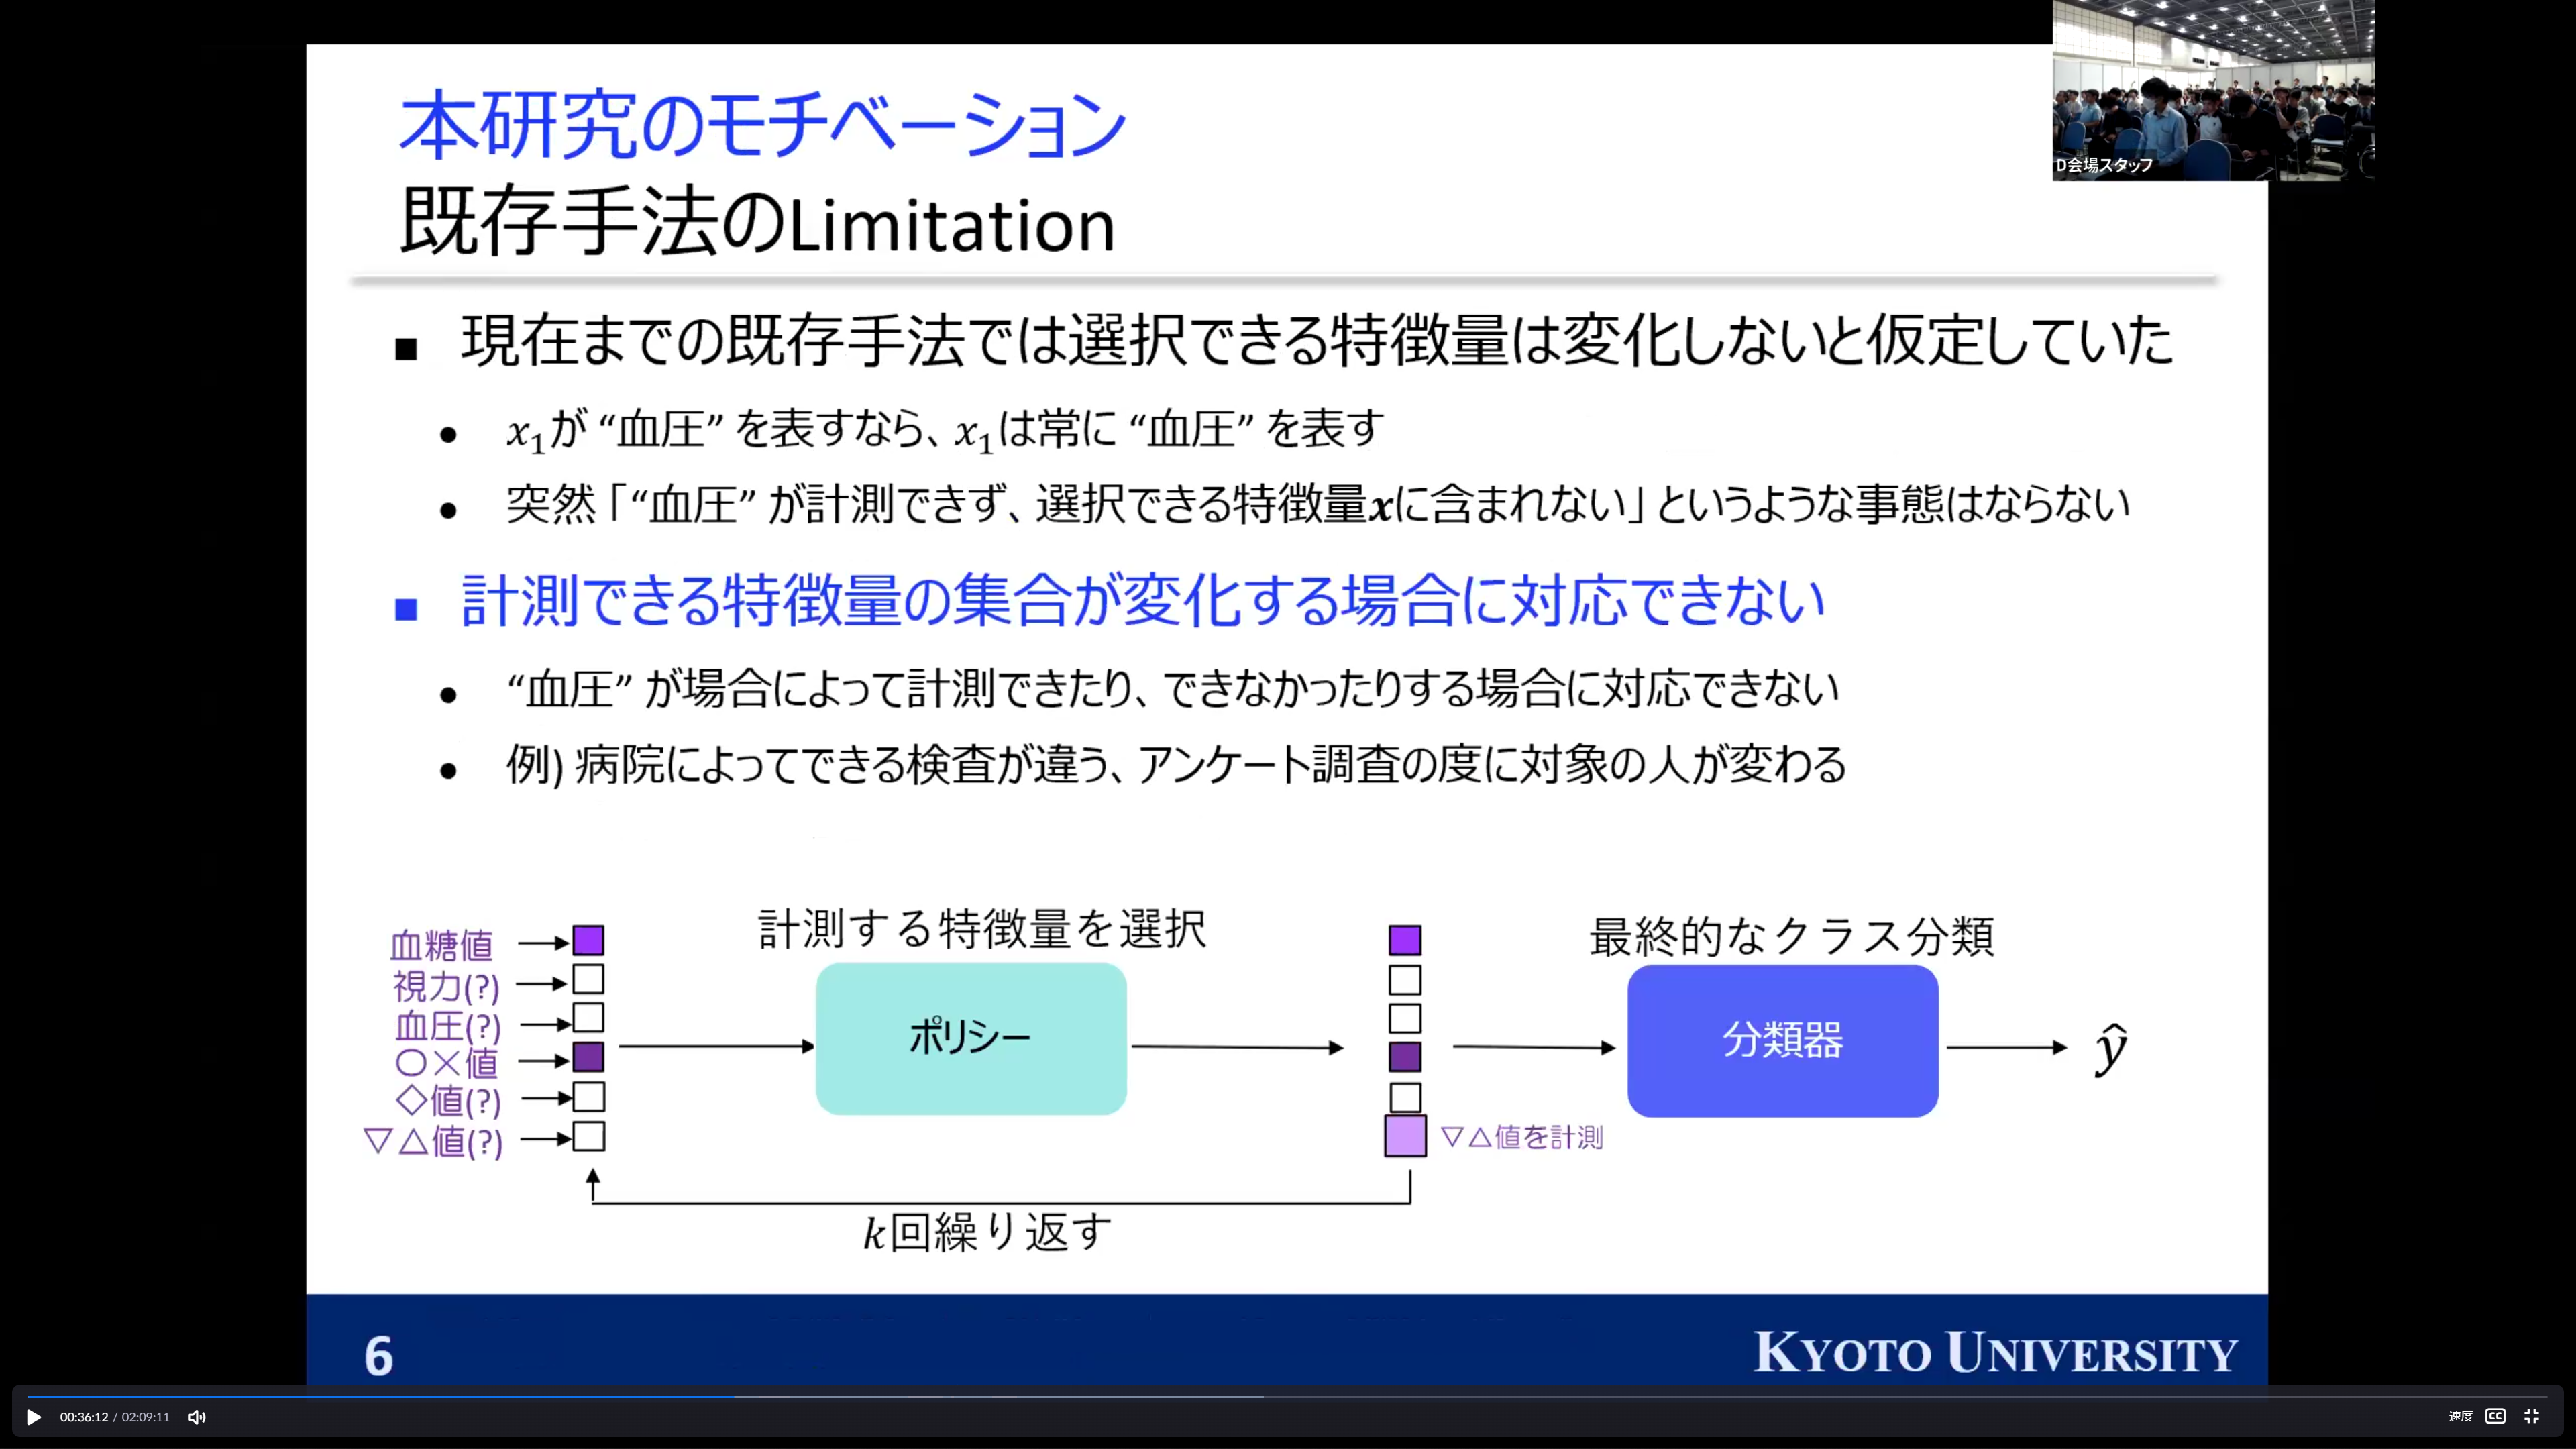 D会場スタッフ
本研究のモチベーション
既存手法のLimitation
■ 現在までの既存手法では選択できる特徴量は変化しないと仮定していた
● x₁が “血圧” を表すなら、x₁は常に “血圧” を表す
● 突然「“血圧” が計測できず、選択できる特徴量xに含まれない」というような事態はならない
■ 計測できる特徴量の集合が変化する場合に対応できない
● “血圧” が場合によって計測できたり、できなかったりする場合に対応できない
● 例) 病院によってできる検査が違う、アンケート調査の度に対象の人が変わる
血糖値
視力(?)
血圧(?)
〇×値
◇値(?)
▽△値(?)
計測する特徴量を選択
ポリシー
▽△値を計測
最終的なクラス分類
分類器
ŷ
k回繰り返す
6
KYOTO UNIVERSITY
00:36:12 / 02:09:11
速度
CC